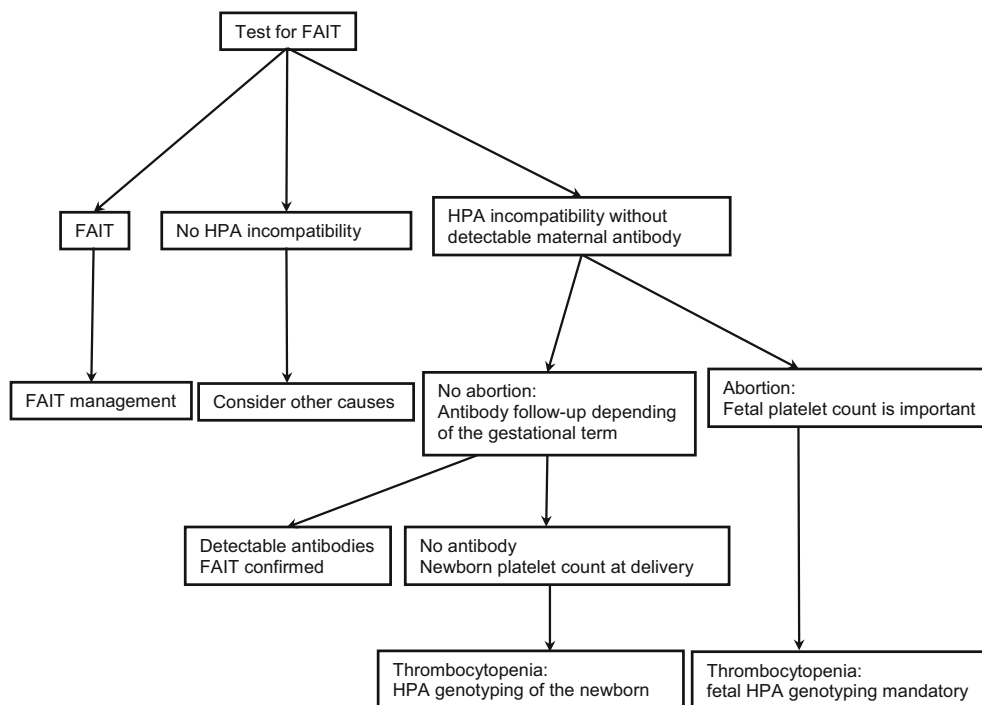 Test for FAIT
FAIT
No HPA incompatibility
HPA incompatibility without
detectable maternal antibody
FAIT management
Consider other causes
No abortion:
Antibody follow-up depending
of the gestational term
Abortion:
Fetal platelet count is important
Detectable antibodies
FAIT confirmed
No antibody
Newborn platelet count at delivery
Thrombocytopenia:
HPA genotyping of the newborn
Thrombocytopenia:
fetal HPA genotyping mandatory